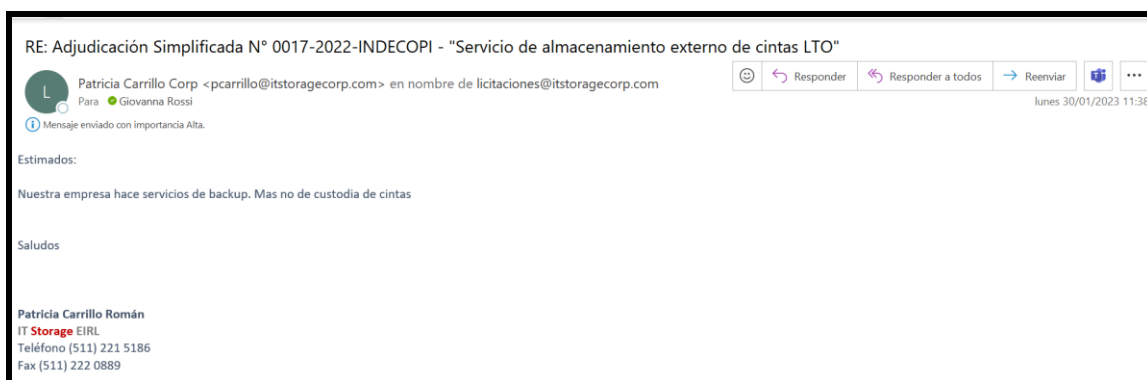 RE: Adjudicación Simplificada N° 0017-2022-INDECOPI - "Servicio de almacenamiento externo de cintas LTO"
L
Patricia Carrillo Corp <pcarrillo@itstoragecorp.com> en nombre de licitaciones@itstoragecorp.com
Para Giovanna Rossi
Responder
Responder a todos
Reenviar
lunes 30/01/2023 11:38
Mensaje enviado con importancia Alta.
Estimados:
Nuestra empresa hace servicios de backup. Mas no de custodia de cintas
Saludos
Patricia Carrillo Román
IT Storage EIRL
Teléfono (511) 221 5186
Fax (511) 222 0889